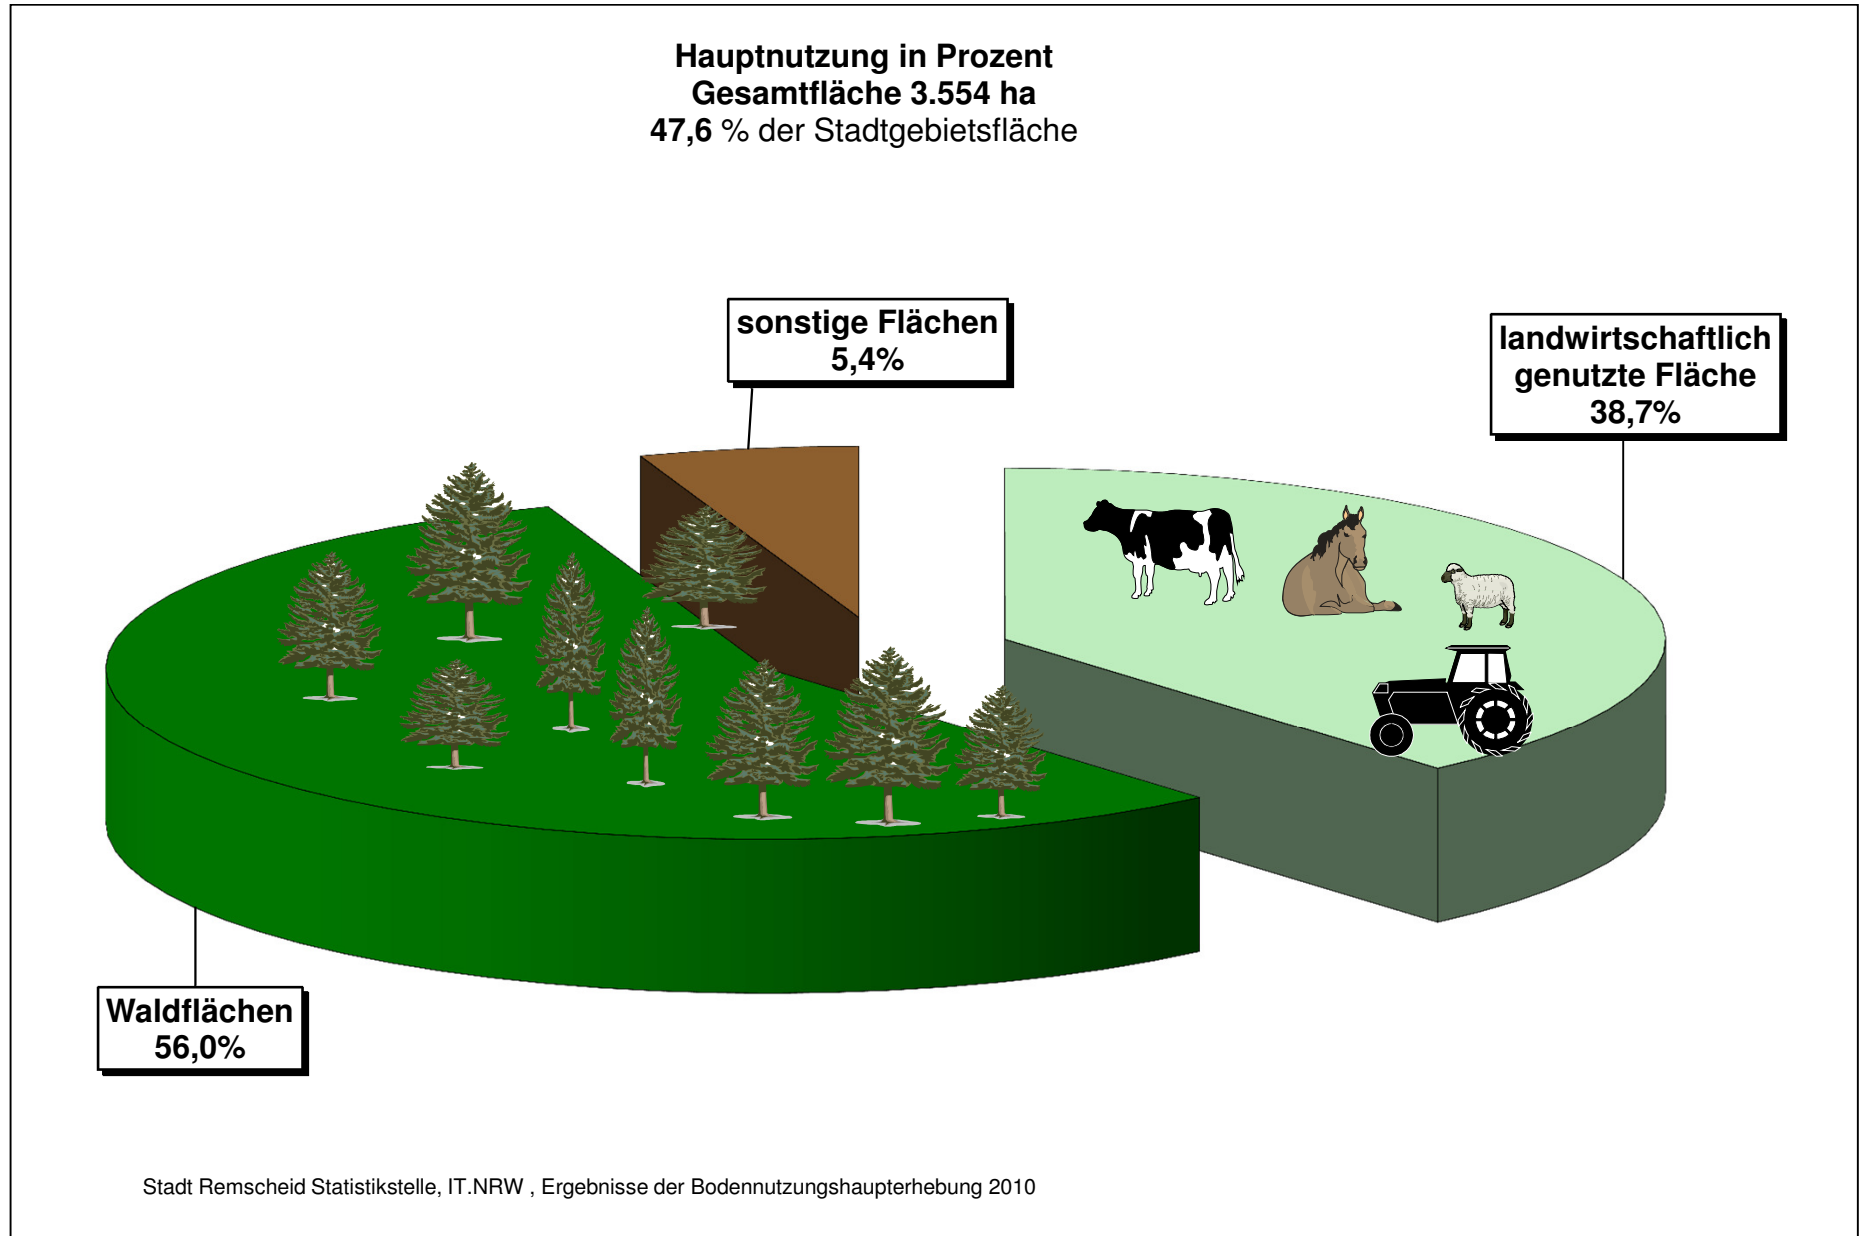 Hauptnutzung in Prozent
Gesamtfläche 3.554 ha
47,6 % der Stadtgebietsfläche
sonstige Flächen
5,4%
landwirtschaftlich
genutzte Fläche
38,7%
Waldflächen
56,0%
Stadt Remscheid Statistikstelle, IT.NRW , Ergebnisse der Bodennutzungshaupterhebung 2010